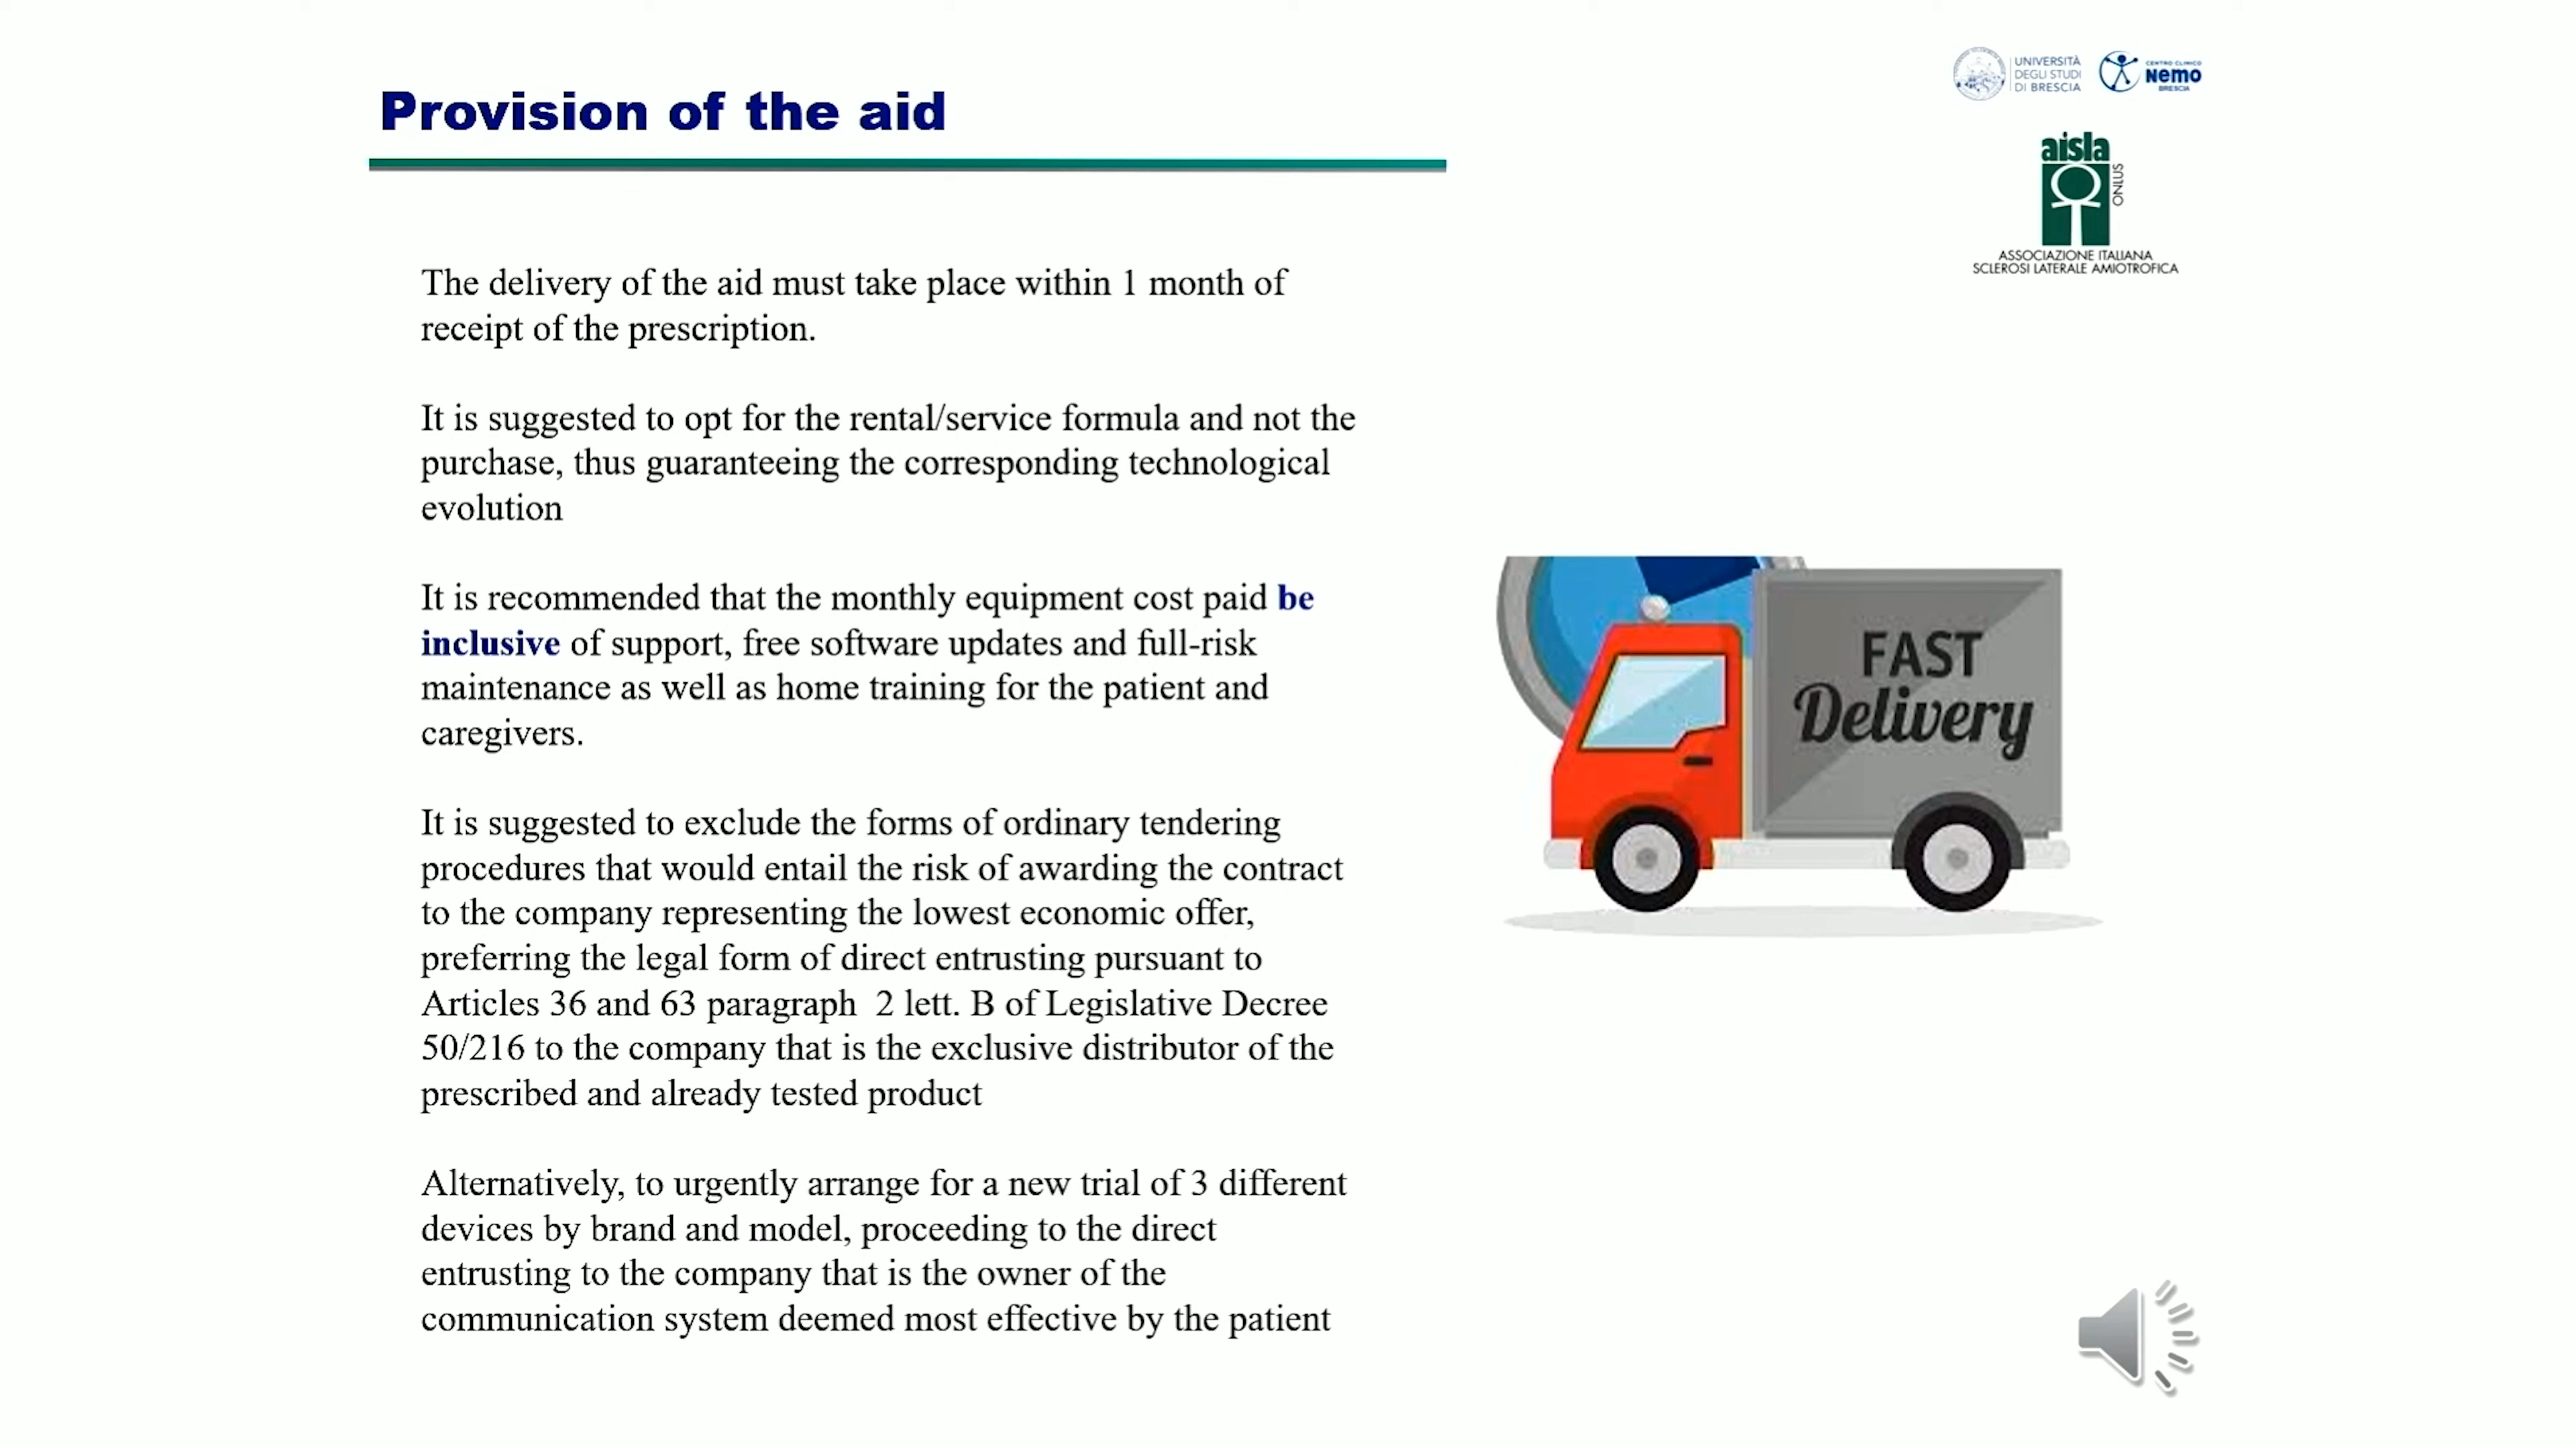 Provision of the aid
UNIVERSITÀ
DEGLI STUDI
DI BRESCIA
CENTRO CLINICO
NeMO
BRESCIA
aisla
ONLUS
ASSOCIAZIONE ITALIANA
SCLEROSI LATERALE AMIOTROFICA
The delivery of the aid must take place within 1 month of
receipt of the prescription.
It is suggested to opt for the rental/service formula and not the
purchase, thus guaranteeing the corresponding technological
evolution
It is recommended that the monthly equipment cost paid be
inclusive of support, free software updates and full-risk
maintenance as well as home training for the patient and
caregivers.
It is suggested to exclude the forms of ordinary tendering
procedures that would entail the risk of awarding the contract
to the company representing the lowest economic offer,
preferring the legal form of direct entrusting pursuant to
Articles 36 and 63 paragraph  2 lett. B of Legislative Decree
50/216 to the company that is the exclusive distributor of the
prescribed and already tested product
Alternatively, to urgently arrange for a new trial of 3 different
devices by brand and model, proceeding to the direct
entrusting to the company that is the owner of the
communication system deemed most effective by the patient
FAST
Delivery